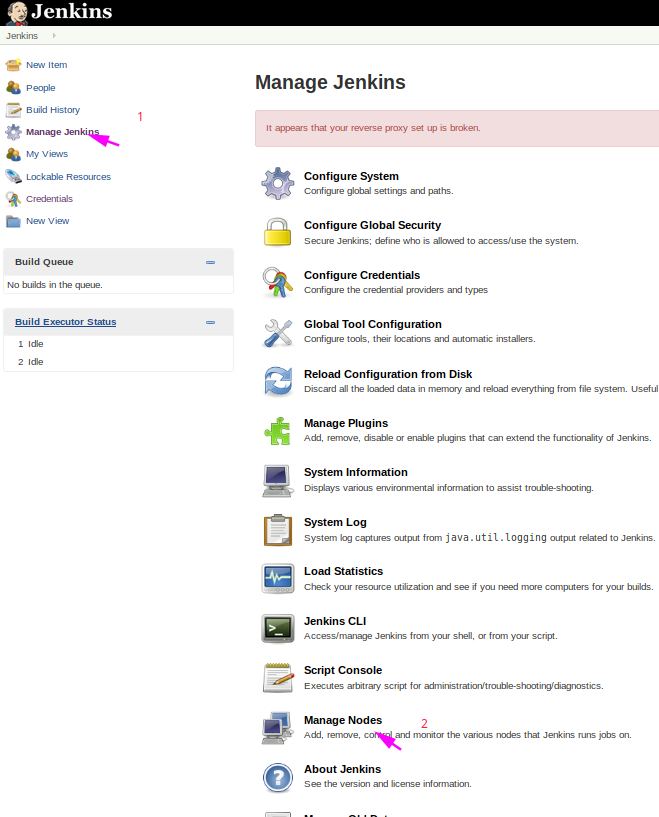 Jenkins
Jenkins
New Item
People
Build History
1
Manage Jenkins
My Views
Lockable Resources
Credentials
New View
Build Queue
No builds in the queue.
Build Executor Status
1 Idle
2 Idle
Manage Jenkins
It appears that your reverse proxy set up is broken.
Configure System
Configure global settings and paths.
Configure Global Security
Secure Jenkins; define who is allowed to access/use the system.
Configure Credentials
Configure the credential providers and types
Global Tool Configuration
Configure tools, their locations and automatic installers.
Reload Configuration from Disk
Discard all the loaded data in memory and reload everything from file system. Useful
Manage Plugins
Add, remove, disable or enable plugins that can extend the functionality of Jenkins.
System Information
Displays various environmental information to assist trouble-shooting.
System Log
System log captures output from java.util.logging output related to Jenkins.
Load Statistics
Check your resource utilization and see if you need more computers for your builds.
Jenkins CLI
Access/manage Jenkins from your shell, or from your script.
Script Console
Executes arbitrary script for administration/trouble-shooting/diagnostics.
Manage Nodes
2
Add, remove, control and monitor the various nodes that Jenkins runs jobs on.
About Jenkins
See the version and license information.